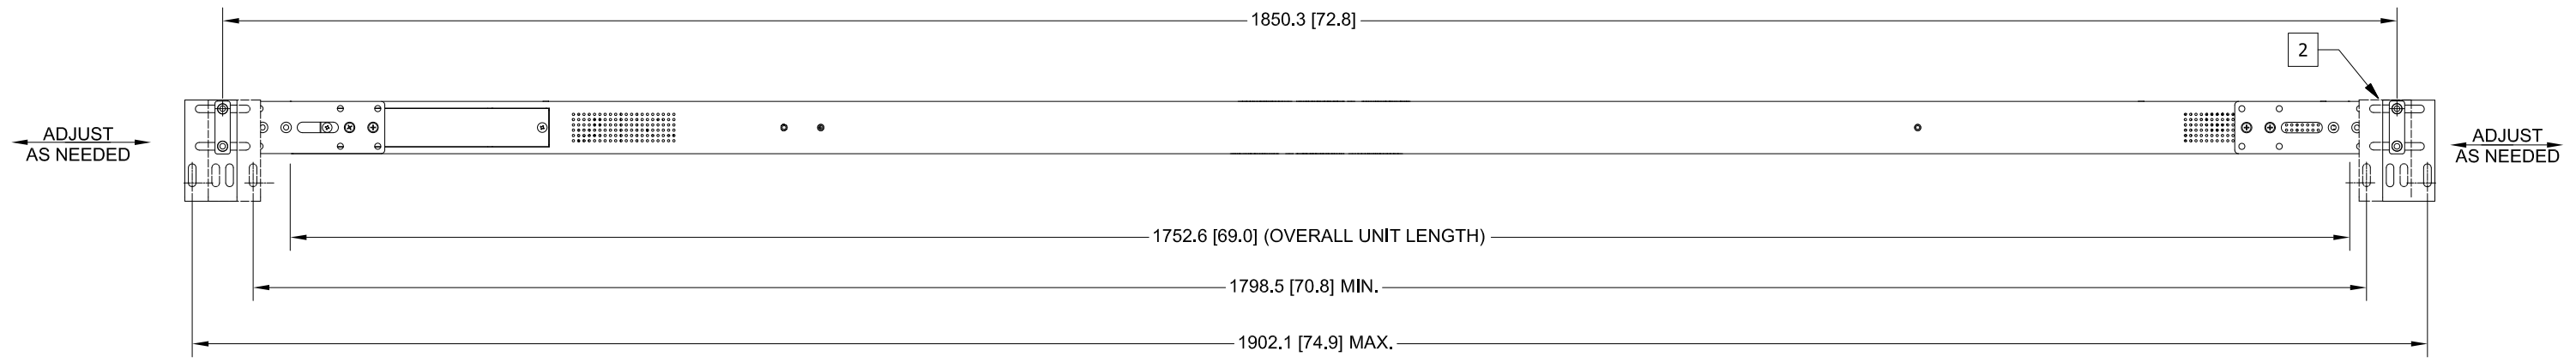 1850.3 [72.8]
2
ADJUST
AS NEEDED
ADJUST
AS NEEDED
1752.6 [69.0] (OVERALL UNIT LENGTH)
1798.5 [70.8] MIN.
1902.1 [74.9] MAX.